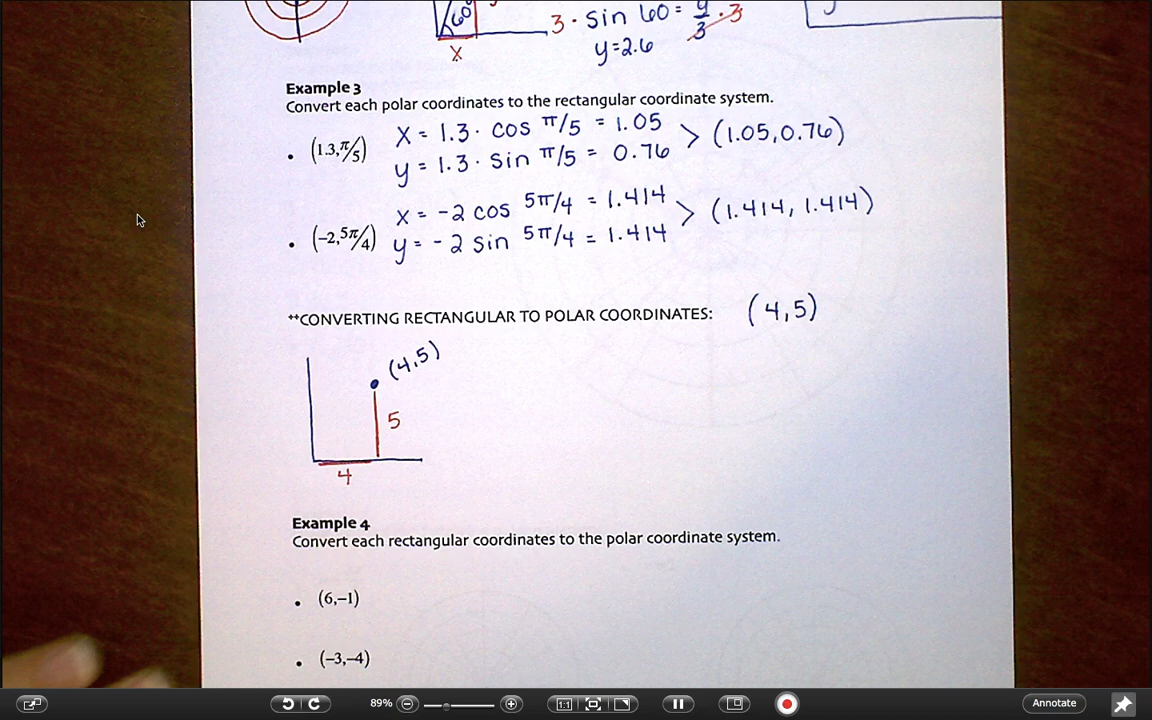 60°
3 · sin 60 = y/3 · 3
x
y=2.6
Example 3
Convert each polar coordinates to the rectangular coordinate system.
• (1.3,π/5)
x = 1.3 · cos π/5 = 1.05
y = 1.3 · sin π/5 = 0.76
> (1.05,0.76)
• (−2,5π/4)
x = -2 cos 5π/4 = 1.414
y = -2 sin 5π/4 = 1.414
> (1.414, 1.414)
**CONVERTING RECTANGULAR TO POLAR COORDINATES: (4,5)
(4,5)
5
4
Example 4
Convert each rectangular coordinates to the polar coordinate system.
• (6,−1)
• (−3,−4)
89% 1:1 Annotate